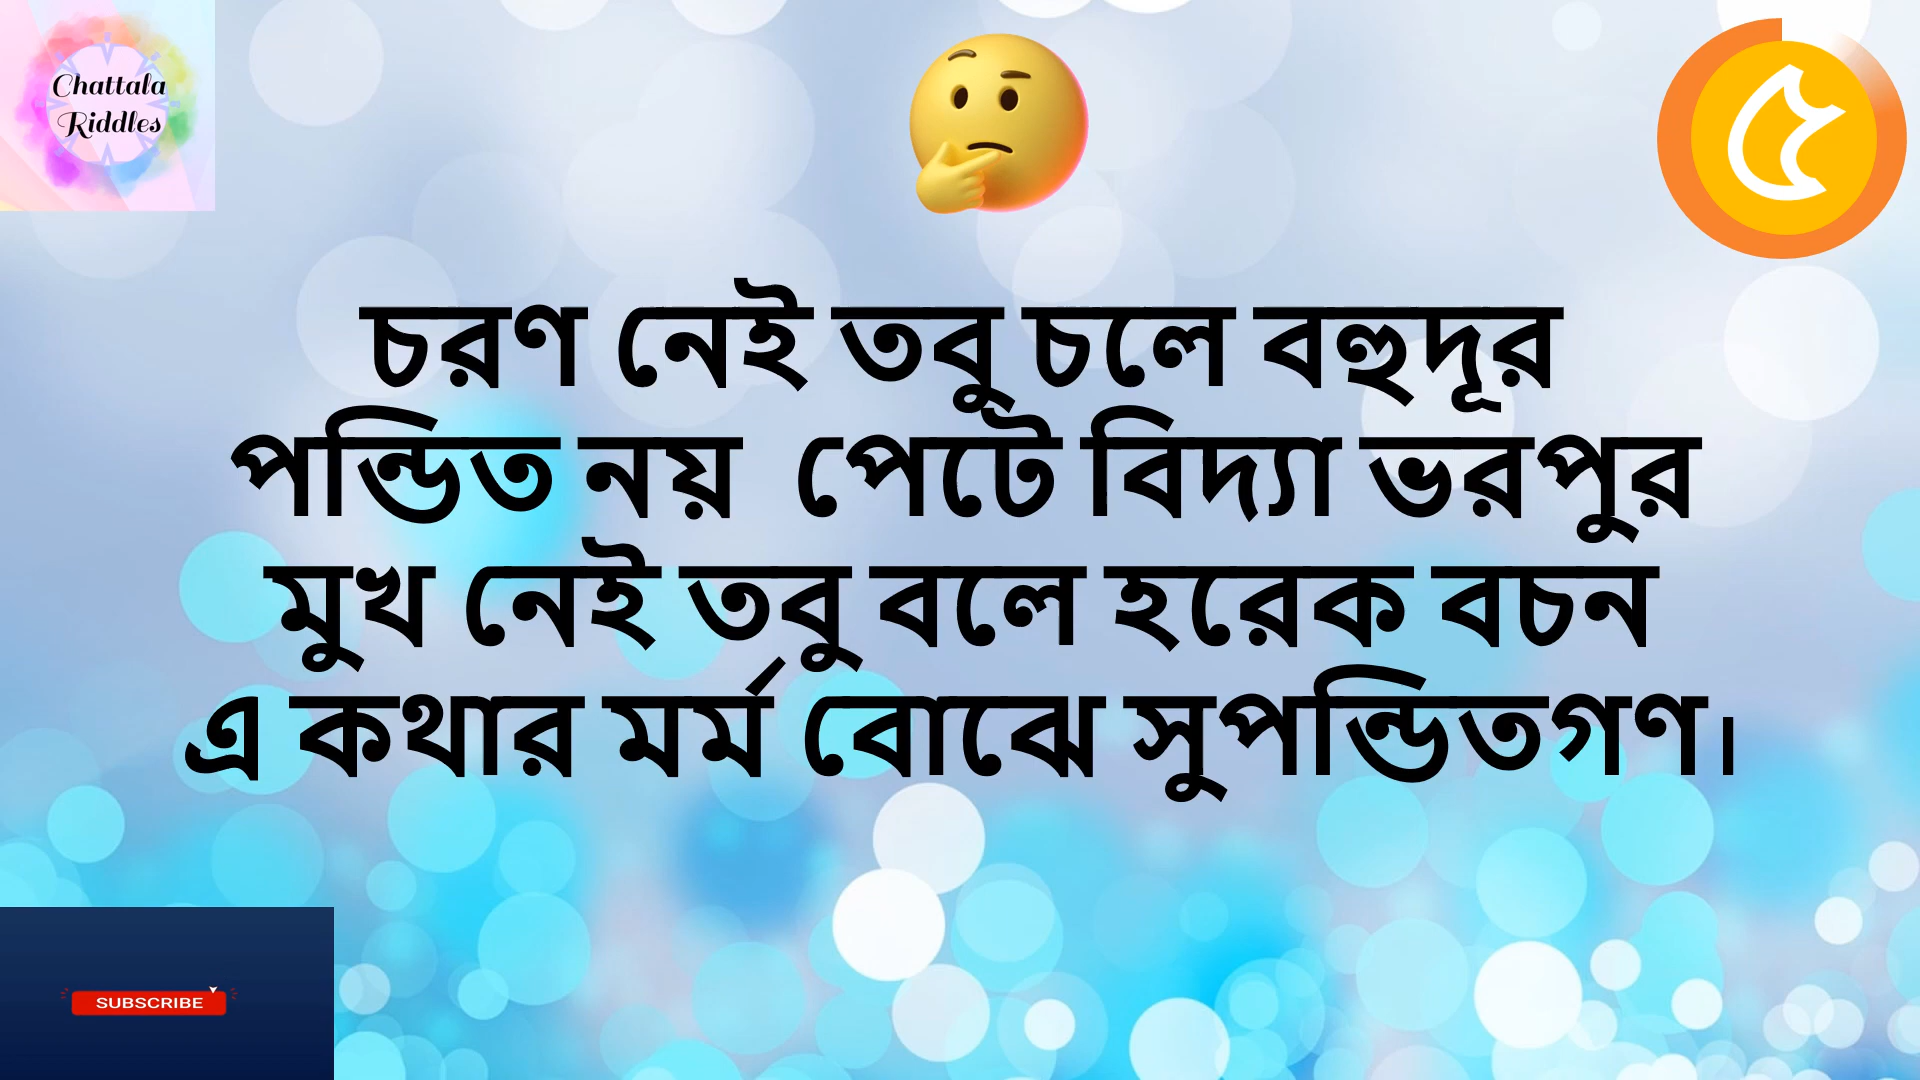 Chattala
Riddles
৫
চরণ নেই তবু চলে বহুদূর
পন্ডিত নয় পেটে বিদ্যা ভরপুর
মুখ নেই তবু বলে হরেক বচন
এ কথার মর্ম বোঝে সুপন্ডিতগণ।
SUBSCRIBE